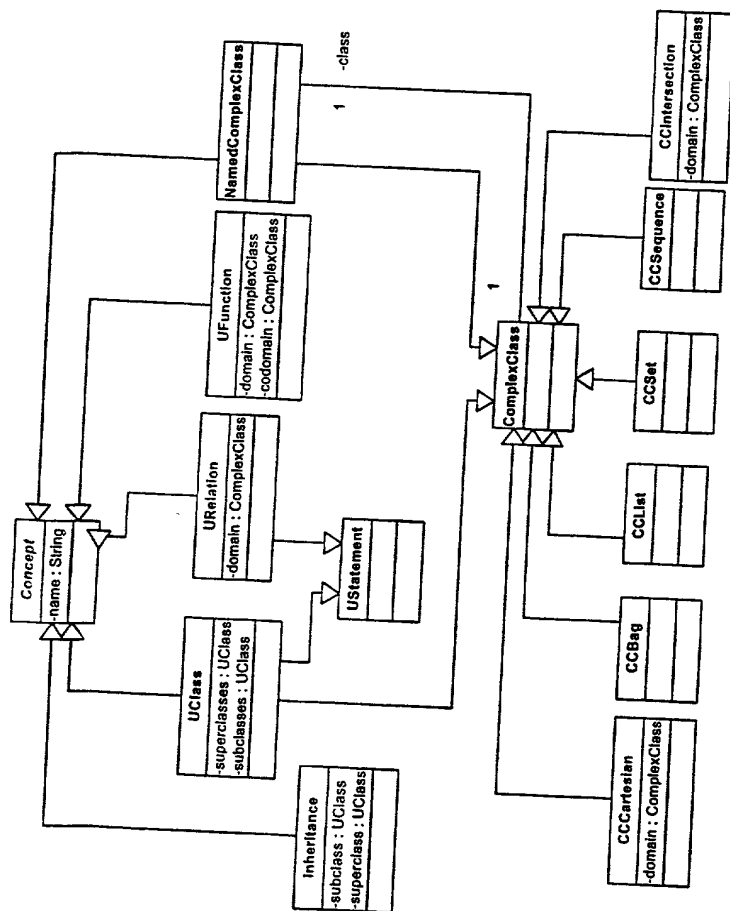 Concept
-name : String
Inheritance
-subclass : UClass
-superclass : UClass
UClass
-superclasses : UClass
-subclasses : UClass
URelation
-domain : ComplexClass
UFunction
-domain : ComplexClass
-codomain : ComplexClass
NamedComplexClass
UStatement
1
-class
1
ComplexClass
CCCartesian
-domain : ComplexClass
CCBag
CCList
CCSet
CCSequence
CCIntersection
-domain : ComplexClass